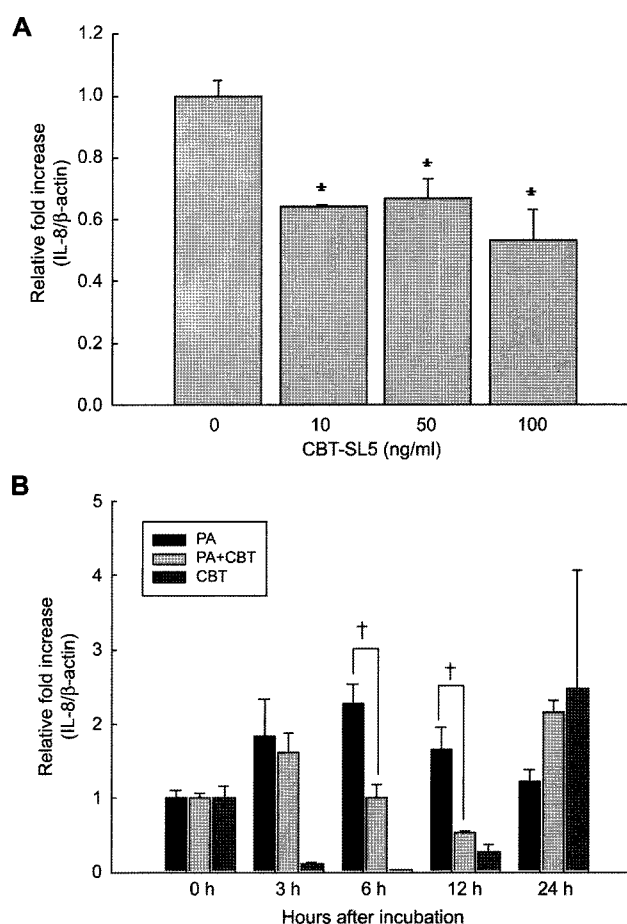 A
Relative fold increase
(IL-8/β-actin)
1.2
1.0
0.8
0.6
0.4
0.2
0.0
*
*
*
0 10 50 100
CBT-SL5 (ng/ml)
B
Relative fold increase
(IL-8/β-actin)
5
4
3
2
1
0
PA
PA+CBT
CBT
†
†
0 h 3 h 6 h 12 h 24 h
Hours after incubation